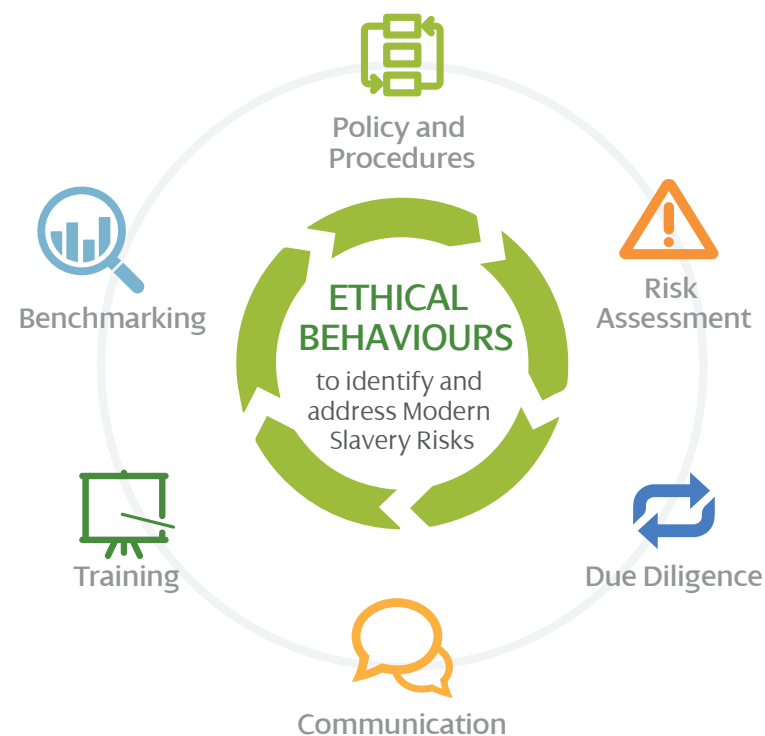 Policy and
Procedures
Risk
Assessment
Due Diligence
Communication
Training
Benchmarking
ETHICAL
BEHAVIOURS
to identify and
address Modern
Slavery Risks